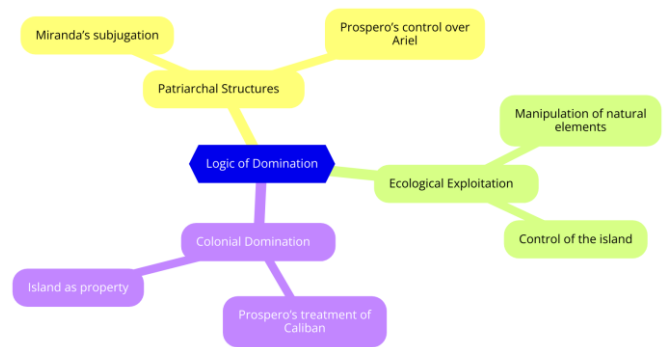 Miranda’s subjugation
Prospero’s control over
Ariel
Patriarchal Structures
Manipulation of natural
elements
Logic of Domination
Ecological Exploitation
Colonial Domination
Control of the island
Island as property
Prospero’s treatment of
Caliban